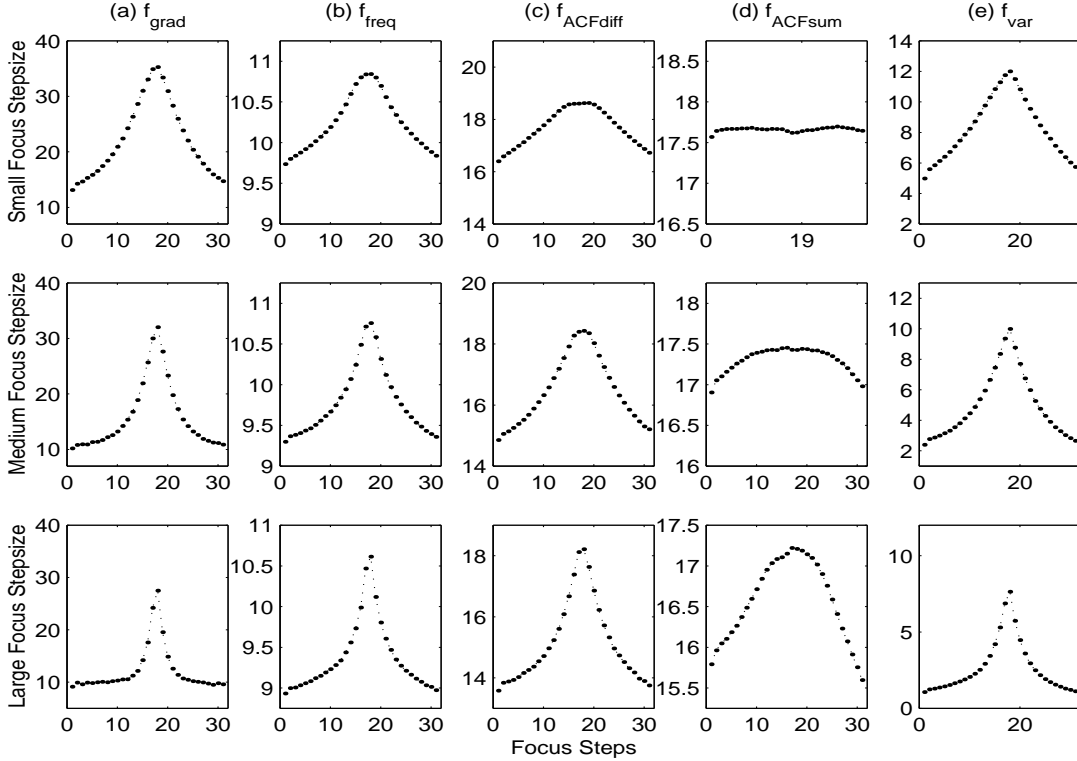 (a) f_grad (b) f_freq (c) f_ACFdiff (d) f_ACFsum (e) f_var
Small Focus Stepsize
40 30 20 10
0 10 20 30
11 10.5 10 9.5 9
0 10 20 30
20 18 16 14
0 10 20 30
18.5 18 17.5 17 16.5
0 19
14 12 10 8 6 4 2
20
Medium Focus Stepsize
40 30 20 10
0 10 20 30
11 10.5 10 9.5 9
0 10 20 30
20 18 16 14
0 10 20 30
18 17.5 17 16.5 16
0 10 20 30
12 10 8 6 4 2
20
Large Focus Stepsize
40 30 20 10
0 10 20 30
11 10.5 10 9.5 9
0 10 20 30
18 16 14
0 10 20 30
17.5 17 16.5 16 15.5
0 10 20 30
10 5 0
20
Focus Steps